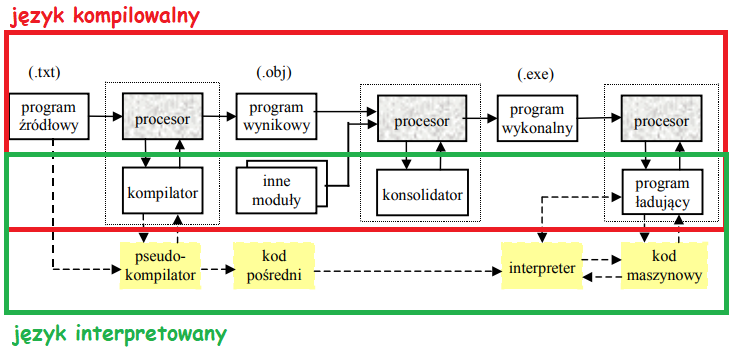 język kompilowalny
(.txt)
(.obj)
(.exe)
program
źródłowy
procesor
program
wynikowy
procesor
program
wykonalny
procesor
kompilator
inne
moduły
konsolidator
program
ładujący
pseudo-
kompilator
kod
pośredni
interpreter
kod
maszynowy
język interpretowany